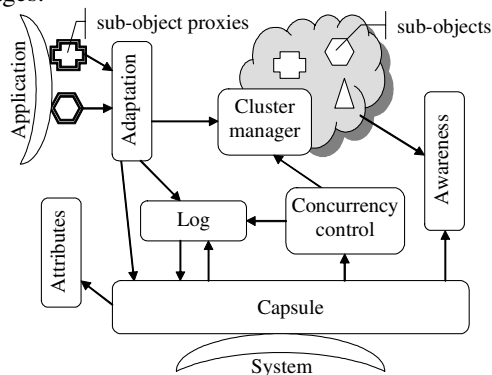 ages.
sub-object proxies
sub-objects
Application
Adaptation
Cluster
manager
Awareness
Attributes
Log
Concurrency
control
Capsule
System